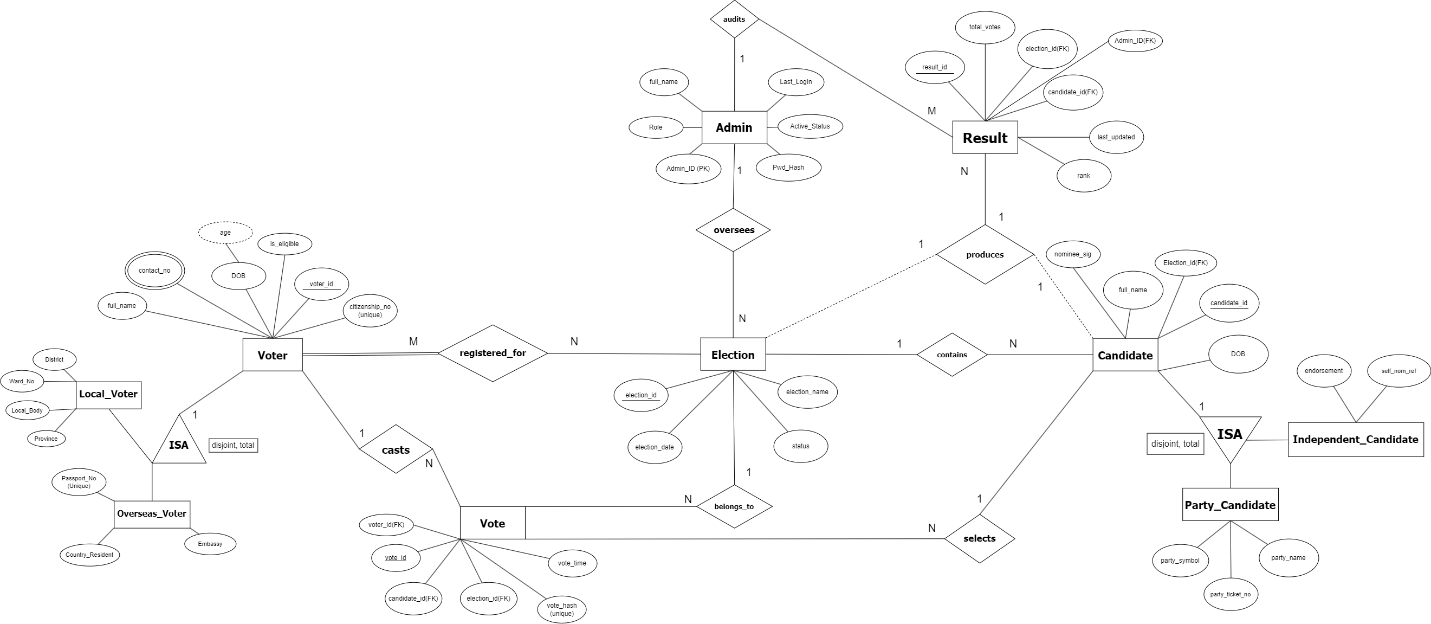 audits
1
M
full_name
Last_Login
Role
Admin
Active_Status
Admin_ID (PK)
Pwd_Hash
1
total_votes
election_id(FK)
Admin_ID(FK)
result_id
candidate_id(FK)
Result
last_updated
rank
N
1
oversees
N
produces
1
1
age
is_eligible
contact_no
DOB
voter_id
full_name
citizenship_no
(unique)
Voter
M
registered_for
N
Election
1
contains
N
nominee_sig
Election_id(FK)
full_name
candidate_id
Candidate
DOB
election_id
election_name
election_date
status
1
belongs_to
N
District
Ward_No
Local_Voter
Local_Body
Province
1
ISA
disjoint, total
Passport_No
(Unique)
Overseas_Voter
Country_Resident
Embassy
1
casts
N
Vote
voter_id(FK)
vote_id
vote_time
candidate_id(FK)
election_id(FK)
vote_hash
(unique)
N
selects
1
endorsement
self_nom_ref
1
ISA
disjoint, total
Independent_Candidate
Party_Candidate
party_symbol
party_name
party_ticket_no